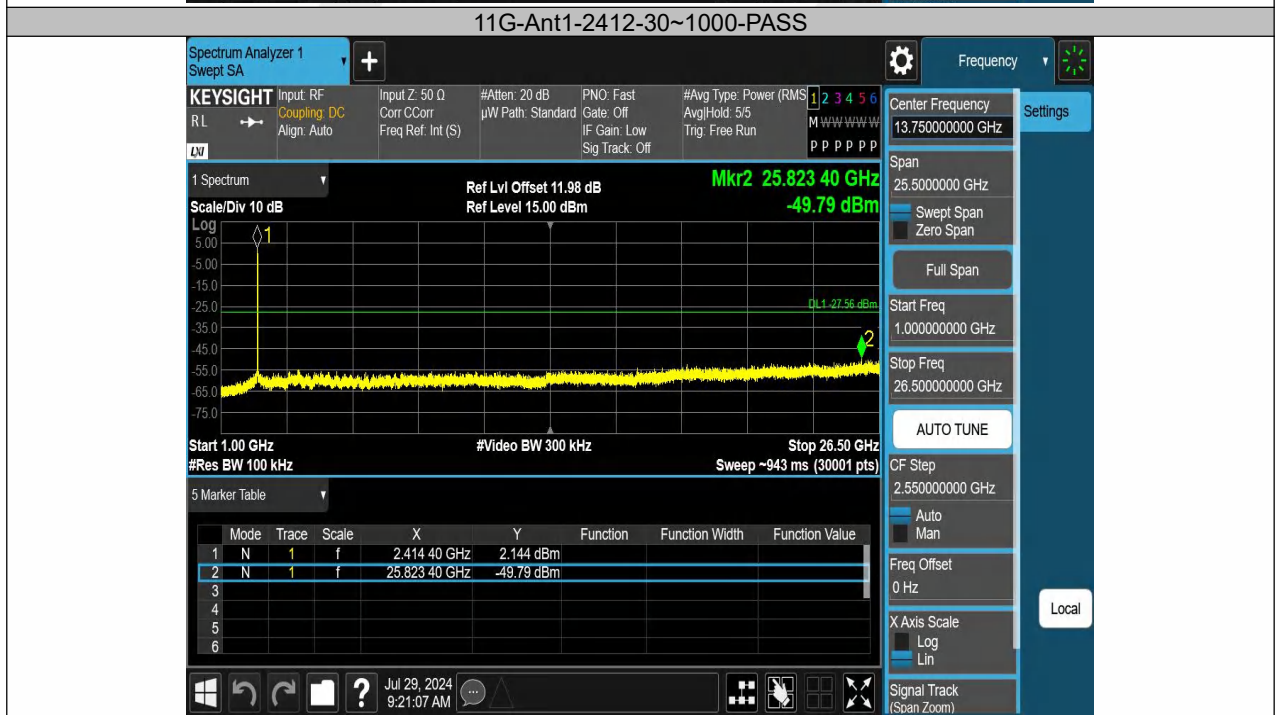 11G-Ant1-2412-30~1000-PASS
Spectrum Analyzer 1
Swept SA
+
Frequency
KEYSIGHT
RL
LXI
Input: RF
Coupling: DC
Align: Auto
Input Z: 50 Ω
Corr CCorr
Freq Ref: Int (S)
#Atten: 20 dB
µW Path: Standard
PNO: Fast
Gate: Off
IF Gain: Low
Sig Track: Off
#Avg Type: Power (RMS
Avg|Hold: 5/5
Trig: Free Run
1 2 3 4 5 6
M W W W W W
P P P P P P
1 Spectrum
Scale/Div 10 dB
Ref Lvl Offset 11.98 dB
Ref Level 15.00 dBm
Mkr2 25.823 40 GHz
-49.79 dBm
Log
5.00
-5.00
-15.0
-25.0
-35.0
-45.0
-55.0
-65.0
-75.0
1
DL1 -27.56 dBm
2
Start 1.00 GHz
#Res BW 100 kHz
#Video BW 300 kHz
Stop 26.50 GHz
Sweep ~943 ms (30001 pts)
5 Marker Table
Mode Trace Scale X Y Function Function Width Function Value
1 N 1 f 2.414 40 GHz 2.144 dBm
2 N 1 f 25.823 40 GHz -49.79 dBm
3
4
5
6
Center Frequency
13.750000000 GHz
Settings
Span
25.5000000 GHz
Swept Span
Zero Span
Full Span
Start Freq
1.000000000 GHz
Stop Freq
26.500000000 GHz
AUTO TUNE
CF Step
2.550000000 GHz
Auto
Man
Freq Offset
0 Hz
X Axis Scale
Log
Lin
Local
Signal Track
(Span Zoom)
?
Jul 29, 2024
9:21:07 AM